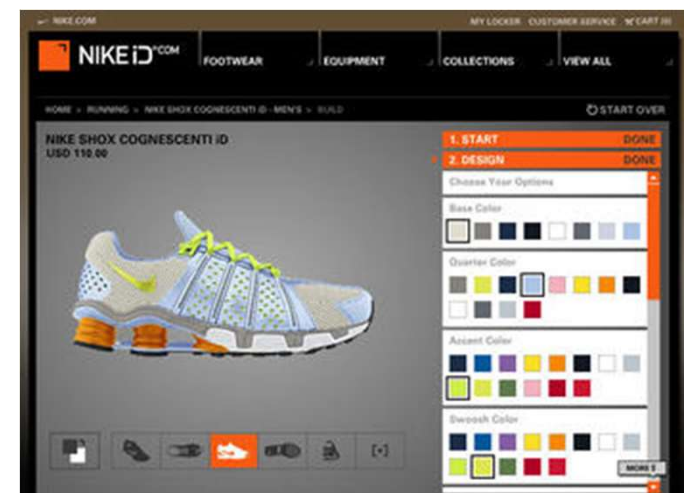 NIKE.COM
MY LOCKER CUSTOMER SERVICE CART (0)
NIKEiD.COM
FOOTWEAR
EQUIPMENT
COLLECTIONS
VIEW ALL
HOME > RUNNING > NIKE SHOX COGNESCENTI iD - MEN'S > BUILD
START OVER
NIKE SHOX COGNESCENTI iD
USD 110.00
1. START DONE
2. DESIGN DONE
Choose Your Options
Base Color
Quarter Color
Accent Color
Swoosh Color
MORE